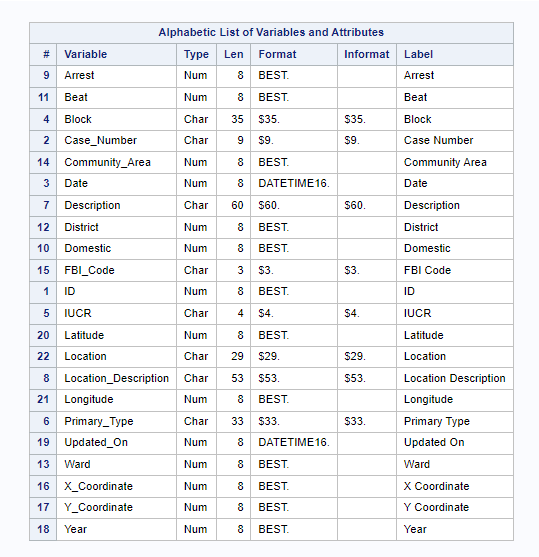 Alphabetic List of Variables and Attributes
# Variable Type Len Format Informat Label
9 Arrest Num 8 BEST. Arrest
11 Beat Num 8 BEST. Beat
4 Block Char 35 $35. $35. Block
2 Case_Number Char 9 $9. $9. Case Number
14 Community_Area Num 8 BEST. Community Area
3 Date Num 8 DATETIME16. Date
7 Description Char 60 $60. $60. Description
12 District Num 8 BEST. District
10 Domestic Num 8 BEST. Domestic
15 FBI_Code Char 3 $3. $3. FBI Code
1 ID Num 8 BEST. ID
5 IUCR Char 4 $4. $4. IUCR
20 Latitude Num 8 BEST. Latitude
22 Location Char 29 $29. $29. Location
8 Location_Description Char 53 $53. $53. Location Description
21 Longitude Num 8 BEST. Longitude
6 Primary_Type Char 33 $33. $33. Primary Type
19 Updated_On Num 8 DATETIME16. Updated On
13 Ward Num 8 BEST. Ward
16 X_Coordinate Num 8 BEST. X Coordinate
17 Y_Coordinate Num 8 BEST. Y Coordinate
18 Year Num 8 BEST. Year